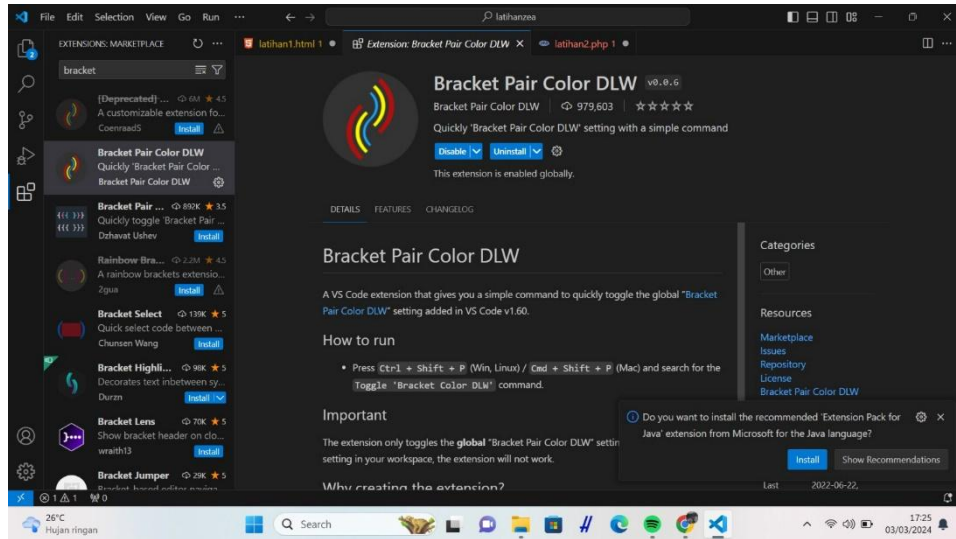 File Edit Selection View Go Run ...
latihanzea
EXTENSIONS: MARKETPLACE
latihan1.html 1
Extension: Bracket Pair Color DLW
latihan2.php 1
bracket
[Deprecated] ... 6M 4.5
A customizable extension fo...
CoenraadS Install
Bracket Pair Color DLW
Quickly 'Bracket Pair Color ...
Bracket Pair Color DLW
Bracket Pair ... 892K 3.5
Quickly toggle 'Bracket Pair ...
Dzhavat Ushev Install
Rainbow Bra... 2.2M 4.5
A rainbow brackets extensio...
2gua Install
Bracket Select 139K 5
Quick select code between ...
Chunsen Wang Install
Bracket Highli... 98K 5
Decorates text inbetween sy...
Durzn Install
Bracket Lens 70K 5
Show bracket header on clo...
wraith13 Install
Bracket Jumper 29K 5
Bracket Pair Color DLW v0.0.6
Bracket Pair Color DLW 979,603
Quickly 'Bracket Pair Color DLW' setting with a simple command
Disable Uninstall
This extension is enabled globally.
DETAILS FEATURES CHANGELOG
Bracket Pair Color DLW
A VS Code extension that gives you a simple command to quickly toggle the global "Bracket
Pair Color DLW" setting added in VS Code v1.60.
How to run
• Press Ctrl + Shift + P (Win, Linux) / Cmd + Shift + P (Mac) and search for the
Toggle 'Bracket Color DLW' command.
Important
The extension only toggles the global "Bracket Pair Color DLW" settin
setting in your workspace, the extension will not work.
Why creating the extension?
Categories
Other
Resources
Marketplace
Issues
Repository
License
Bracket Pair Color DLW
Do you want to install the recommended 'Extension Pack for
Java' extension from Microsoft for the Java language?
Install Show Recommendations
Last 2022-06-22,
1 1 0
26°C
Hujan ringan
Search
17:25
03/03/2024